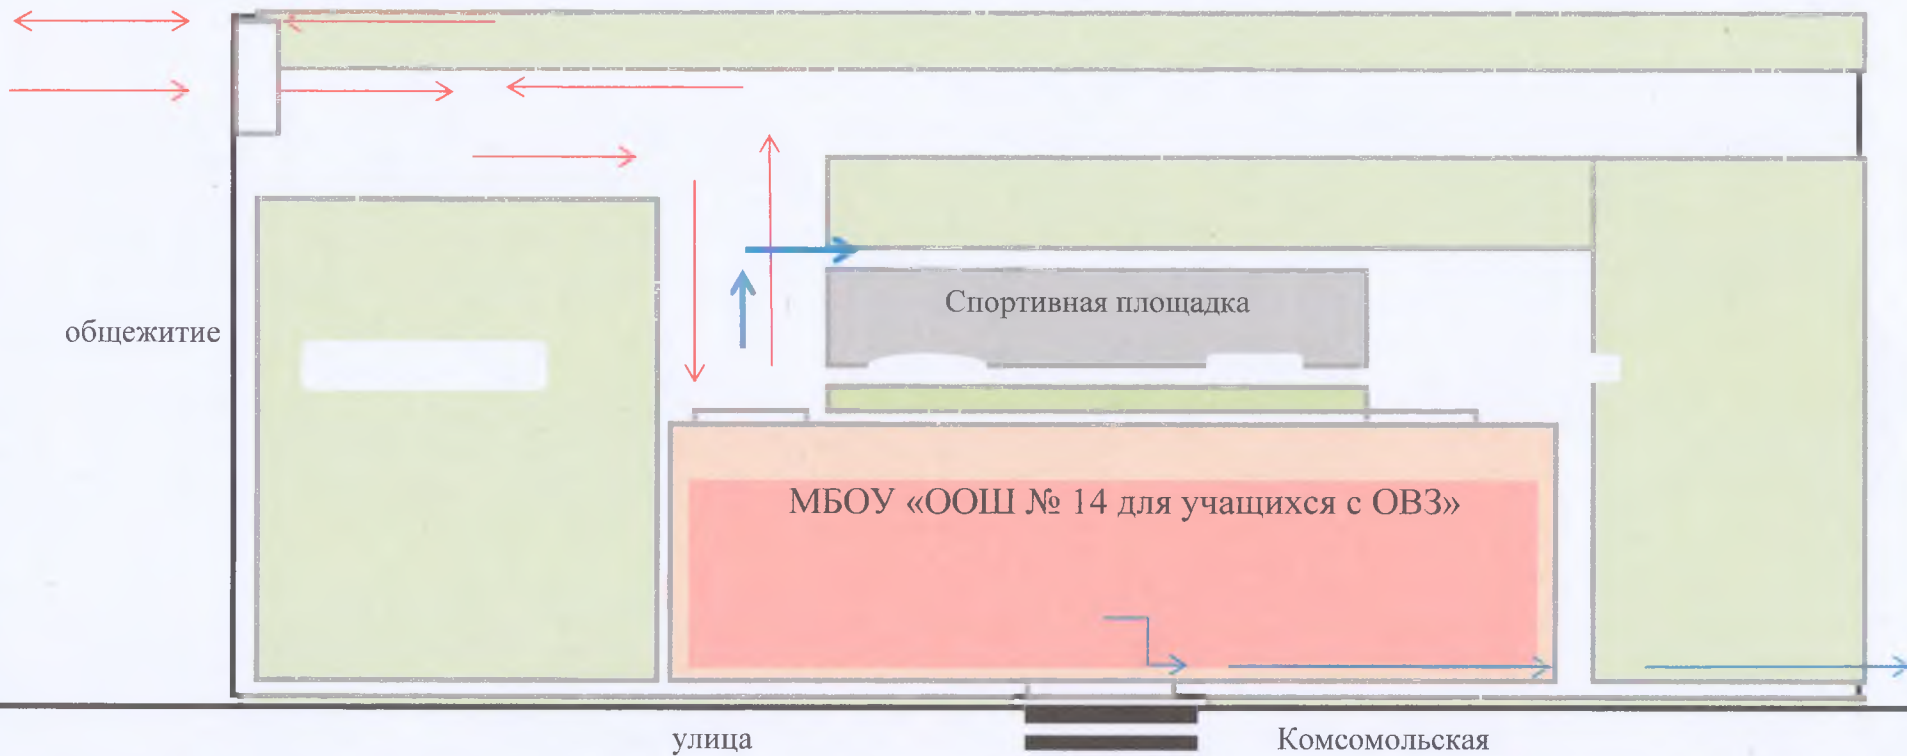 Спортивная площадка
общежитие
МБОУ «ООШ № 14 для учащихся с ОВЗ»
улица Комсомольская